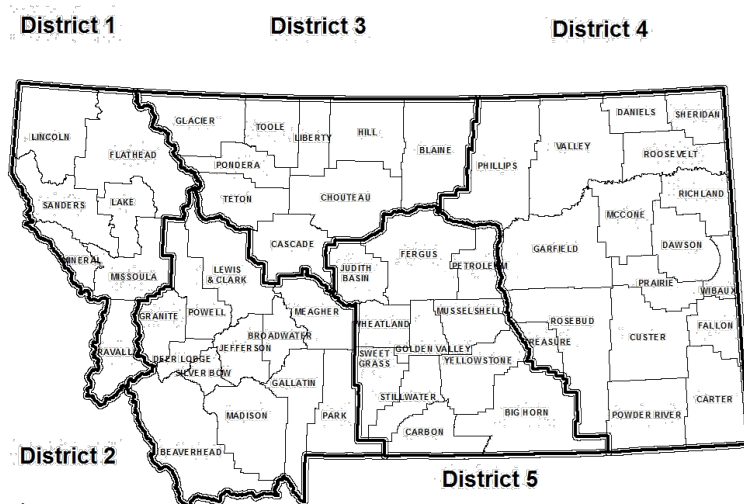 District 1
District 3
District 4
LINCOLN
FLATHEAD
GLACIER
TOOLE
LIBERTY
HILL
BLAINE
PHILLIPS
VALLEY
DANIELS
SHERIDAN
ROOSEVELT
PONDERA
TETON
CHOUTEAU
SANDERS
LAKE
RICHLAND
MCCONE
CASCADE
JUDITH
BASIN
FERGUS
PETROLEUM
GARFIELD
DAWSON
MINERAL
MISSOULA
LEWIS
& CLARK
PRAIRIE
WIBAUX
GRANITE
POWELL
MEAGHER
WHEATLAND
MUSSELSHELL
ROSEBUD
FALLON
BROADWATER
JEFFERSON
GOLDEN VALLEY
TREASURE
CUSTER
RAVALLI
DEER LODGE
SILVER BOW
SWEET
GRASS
YELLOWSTONE
GALLATIN
STILLWATER
MADISON
PARK
BIG HORN
POWDER RIVER
CARTER
CARBON
BEAVERHEAD
District 2
District 5